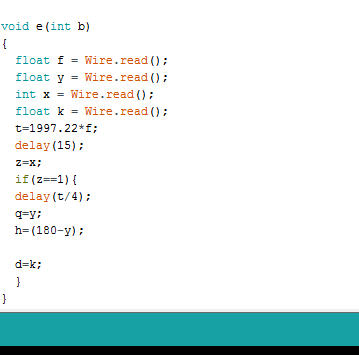 void e(int b)
{
float f = Wire.read();
float y = Wire.read();
int x = Wire.read();
float k = Wire.read();
t=1997.22*f;
delay(15);
z=x;
if(z==1){
delay(t/4);
q=y;
h=(180-y);
d=k;
}
}